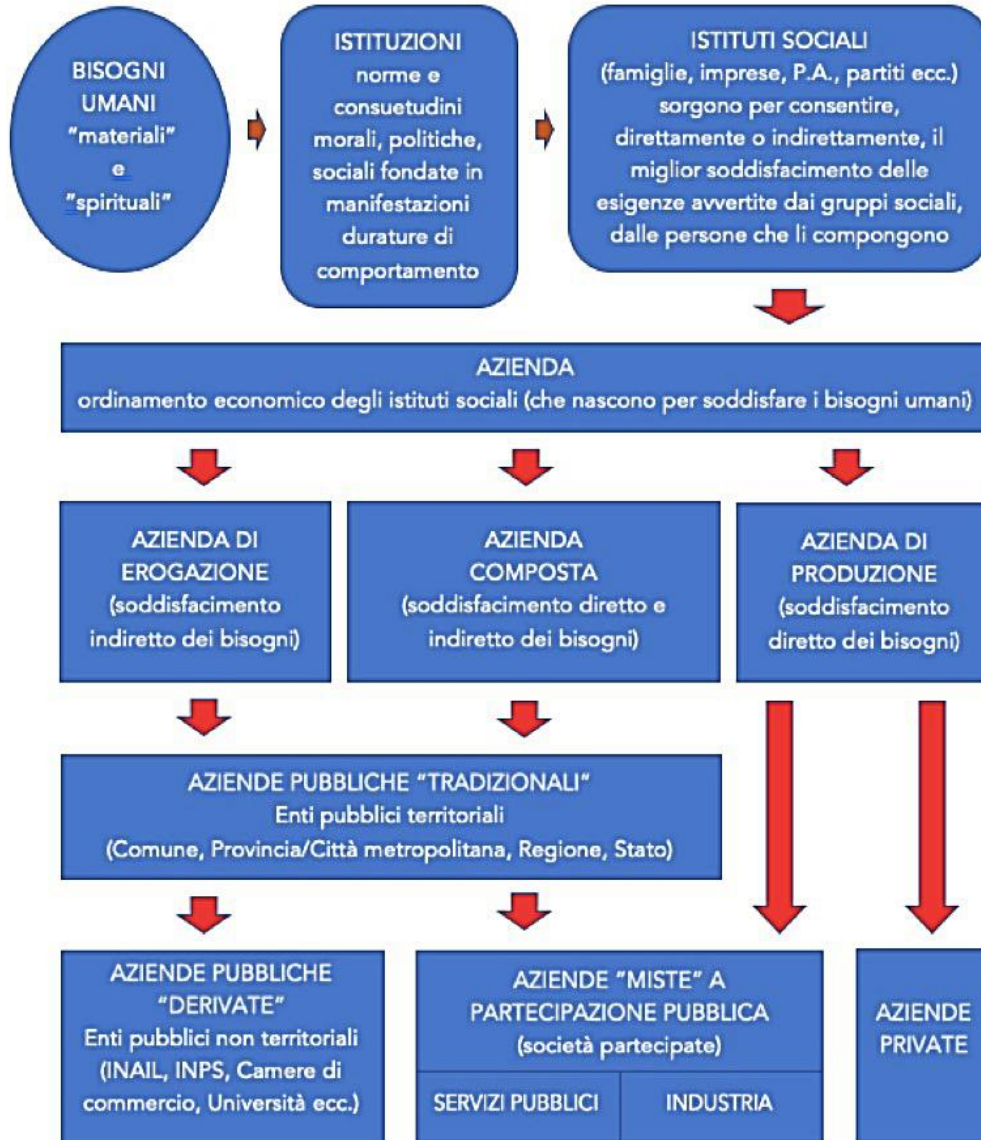 BISOGNI
UMANI
"materiali"
e
"spirituali"
ISTITUZIONI
norme e
consuetudini
morali, politiche,
sociali fondate in
manifestazioni
durature di
comportamento
ISTITUTI SOCIALI
(famiglie, imprese, P.A., partiti ecc.)
sorgono per consentire,
direttamente o indirettamente, il
miglior soddisfacimento delle
esigenze avvertite dai gruppi sociali,
dalle persone che li compongono
AZIENDA
ordinamento economico degli istituti sociali (che nascono per soddisfare i bisogni umani)
AZIENDA DI
EROGAZIONE
(soddisfacimento
indiretto dei bisogni)
AZIENDA
COMPOSTA
(soddisfacimento diretto e
indiretto dei bisogni)
AZIENDA DI
PRODUZIONE
(soddisfacimento
diretto dei bisogni)
AZIENDE PUBBLICHE "TRADIZIONALI"
Enti pubblici territoriali
(Comune, Provincia/Città metropolitana, Regione, Stato)
AZIENDE PUBBLICHE
"DERIVATE"
Enti pubblici non territoriali
(INAIL, INPS, Camere di
commercio, Università ecc.)
AZIENDE "MISTE" A
PARTECIPAZIONE PUBBLICA
(società partecipate)
SERVIZI PUBBLICI
INDUSTRIA
AZIENDE
PRIVATE